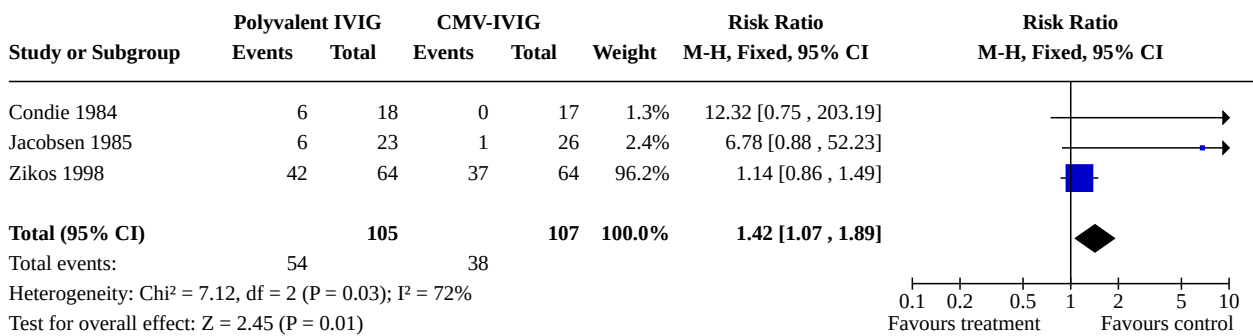 Polyvalent IVIG CMV-IVIG Risk Ratio Risk Ratio
Study or Subgroup Events Total Events Total Weight M-H, Fixed, 95% CI M-H, Fixed, 95% CI
Condie 1984 6 18 0 17 1.3% 12.32 [0.75 , 203.19]
Jacobsen 1985 6 23 1 26 2.4% 6.78 [0.88 , 52.23]
Zikos 1998 42 64 37 64 96.2% 1.14 [0.86 , 1.49]
Total (95% CI) 105 107 100.0% 1.42 [1.07 , 1.89]
Total events: 54 38
Heterogeneity: Chi² = 7.12, df = 2 (P = 0.03); I² = 72%
0.1 0.2 0.5 1 2 5 10
Test for overall effect: Z = 2.45 (P = 0.01) Favours treatment Favours control